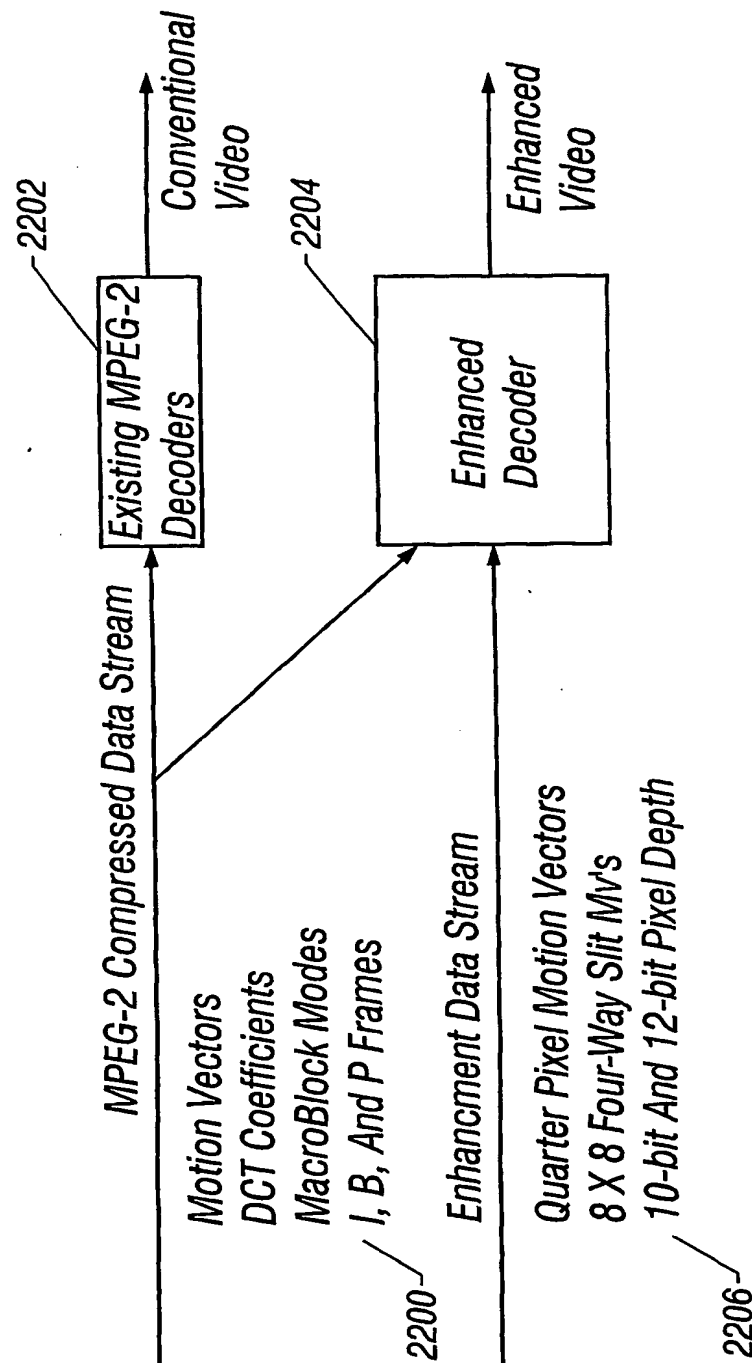 MPEG-2 Compressed Data Stream
Motion Vectors
DCT Coefficients
MacroBlock Modes
I, B, And P Frames
2200
Existing MPEG-2
Decoders
2202
Conventional
Video
Enhancment Data Stream
Quarter Pixel Motion Vectors
8 X 8 Four-Way Slit Mv's
10-bit And 12-bit Pixel Depth
2206
Enhanced
Decoder
2204
Enhanced
Video